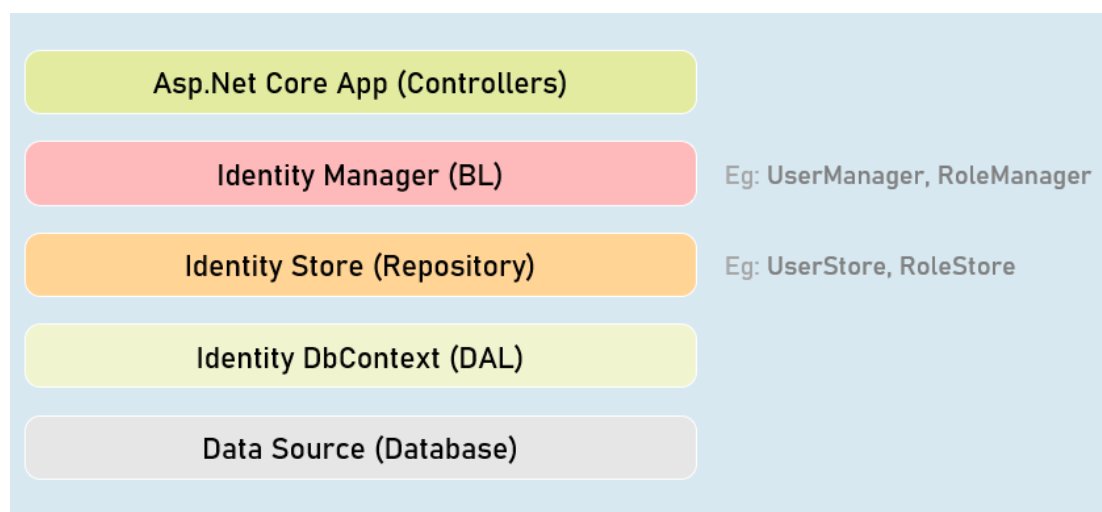 Asp.Net Core App (Controllers)
Identity Manager (BL)
Eg: UserManager, RoleManager
Identity Store (Repository)
Eg: UserStore, RoleStore
Identity DbContext (DAL)
Data Source (Database)